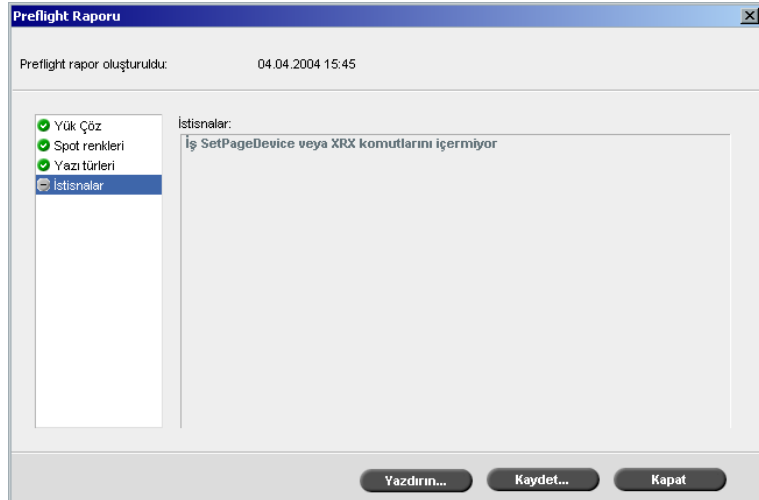 Preflight Raporu
Preflight rapor oluşturuldu: 04.04.2004 15:45
Yük Çöz
Spot renkleri
Yazı türleri
İstisnalar
İstisnalar:
İş SetPageDevice veya XRX komutlarını içermiyor
Yazdırın... Kaydet... Kapat